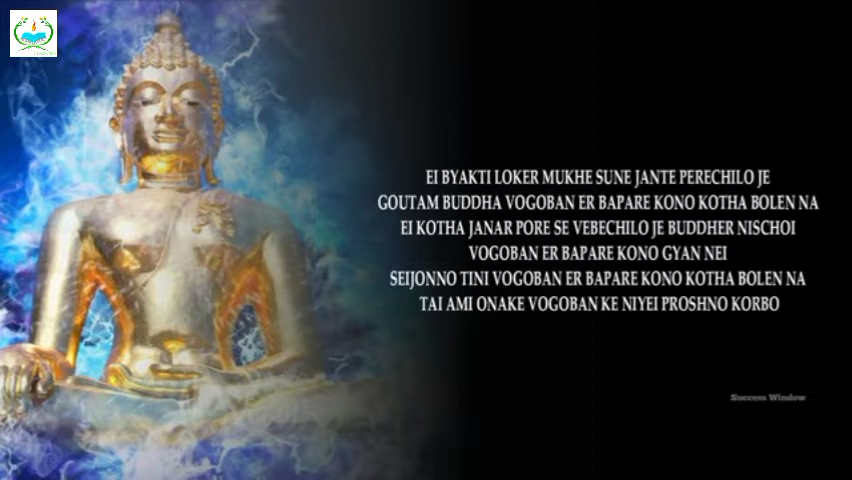 EI BYAKTI LOKER MUKHE SUNE JANTE PERECHILO JE
GOUTAM BUDDHA VOGOBAN ER BAPARE KONO KOTHA BOLEN NA
EI KOTHA JANAR PORE SE VEBECHILO JE BUDDHER NISCHOI
VOGOBAN ER BAPARE KONO GYAN NEI
SEIJONNO TINI VOGOBAN ER BAPARE KONO KOTHA BOLEN NA
TAI AMI ONAKE VOGOBAN KE NIYEI PROSHNO KORBO
Success Window